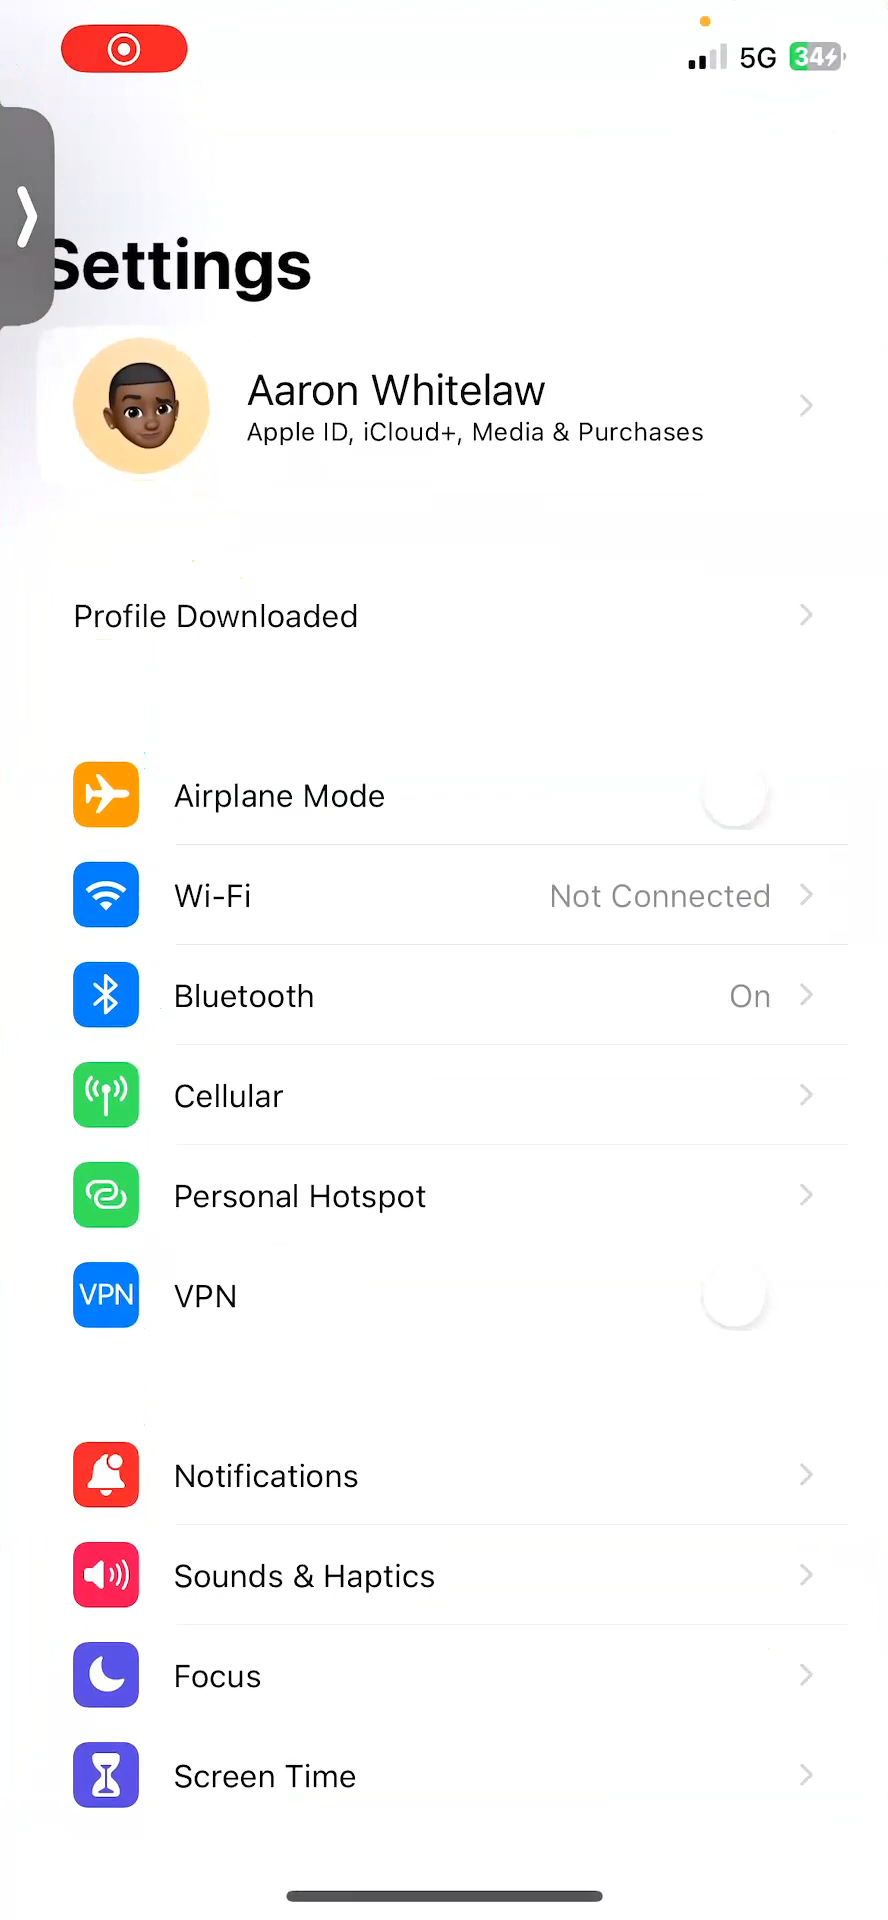 5G 34
Settings
Aaron Whitelaw
Apple ID, iCloud+, Media & Purchases
Profile Downloaded
Airplane Mode
Wi-Fi Not Connected
Bluetooth On
Cellular
Personal Hotspot
VPN VPN
Notifications
Sounds & Haptics
Focus
Screen Time